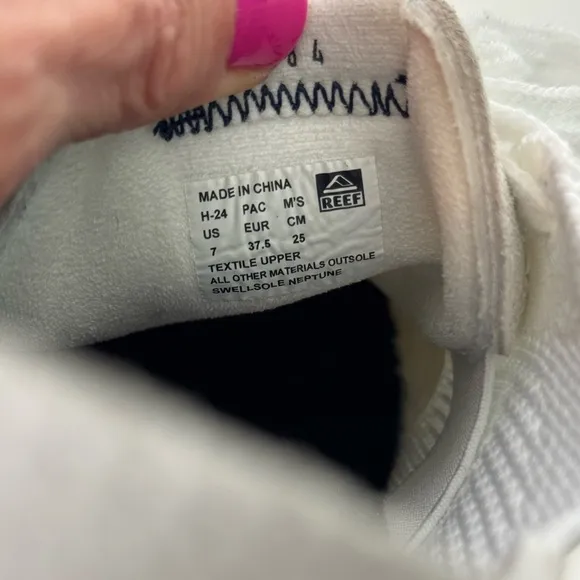 4
MADE IN CHINA
H-24 PAC M'S
US EUR CM
7 37.5 25
REEF
TEXTILE UPPER
ALL OTHER MATERIALS OUTSOLE
SWELLSOLE NEPTUNE